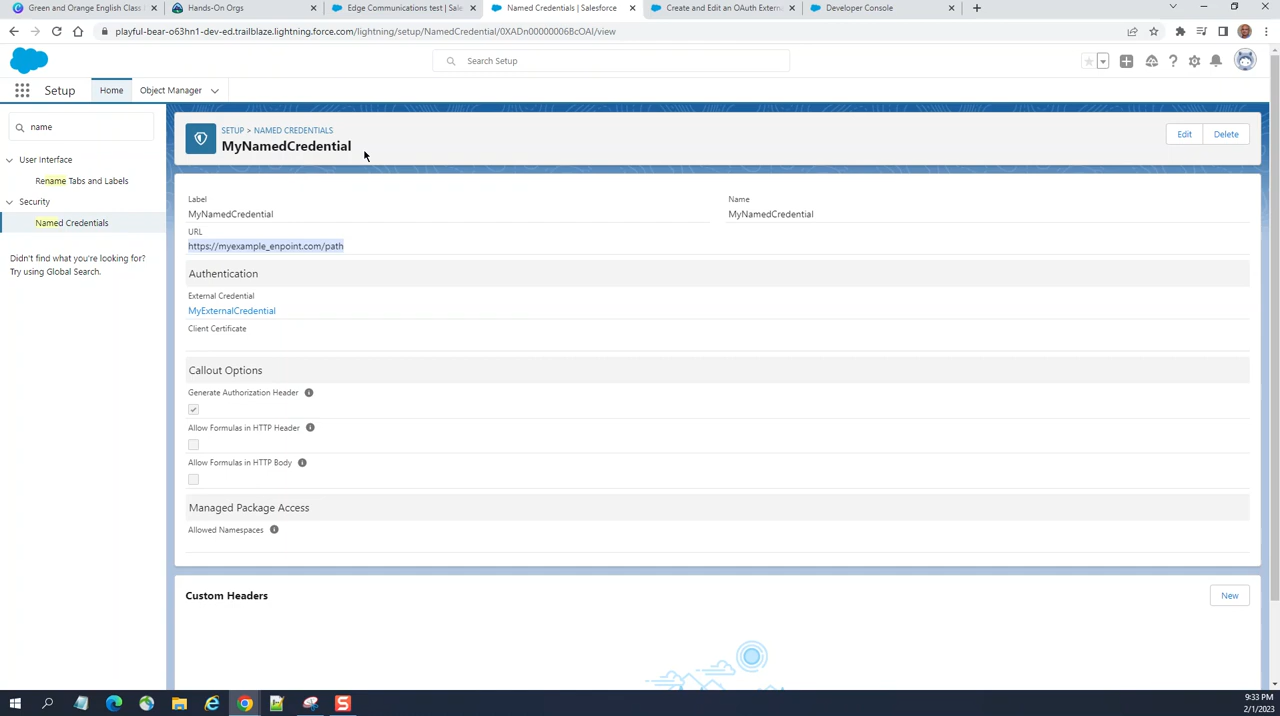 Green and Orange English Class I
Hands-On Orgs
Edge Communications test | Sale
Named Credentials | Salesforce
Create and Edit an OAuth Extern
Developer Console
playful-bear-o63hn1-dev-ed.trailblaze.lightning.force.com/lightning/setup/NamedCredential/0XADn0000006BcOAI/view
Search Setup
Setup
Home
Object Manager
name
User Interface
Rename Tabs and Labels
Security
Named Credentials
Didn't find what you're looking for?
Try using Global Search.
SETUP > NAMED CREDENTIALS
MyNamedCredential
Edit
Delete
Label
Name
MyNamedCredential
MyNamedCredential
URL
https://myexample_enpoint.com/path
Authentication
External Credential
MyExternalCredential
Client Certificate
Callout Options
Generate Authorization Header
Allow Formulas in HTTP Header
Allow Formulas in HTTP Body
Managed Package Access
Allowed Namespaces
Custom Headers
New
9:33 PM
2/1/2023